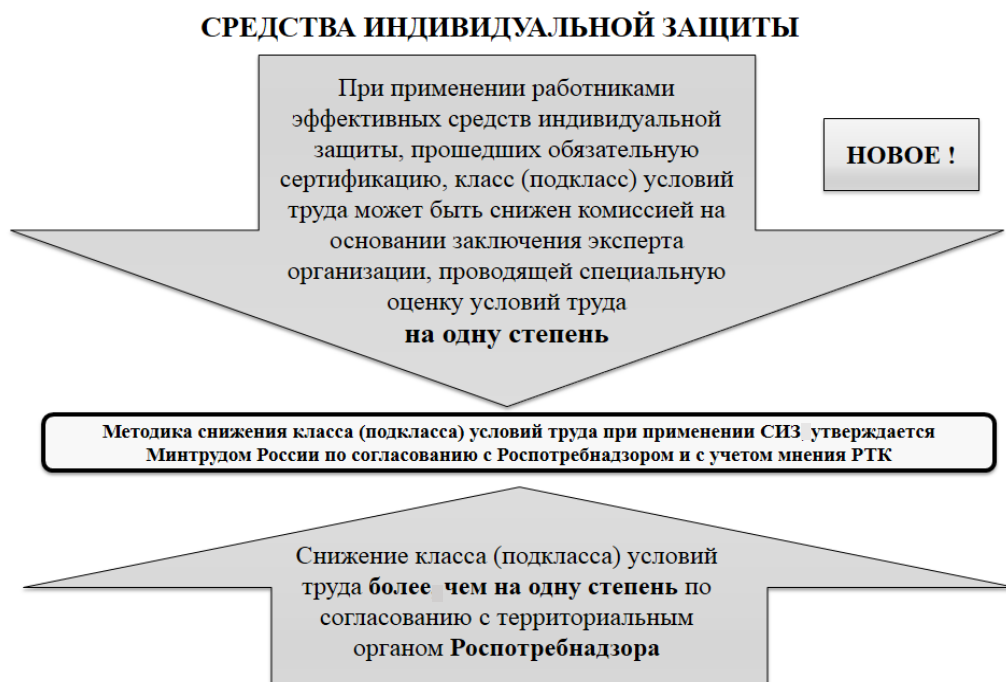 СРЕДСТВА ИНДИВИДУАЛЬНОЙ ЗАЩИТЫ
При применении работниками
эффективных средств индивидуальной
защиты, прошедших обязательную
сертификацию, класс (подкласс) условий
труда может быть снижен комиссией на
основании заключения эксперта
организации, проводящей специальную
оценку условий труда
на одну степень
НОВОЕ !
Методика снижения класса (подкласса) условий труда при применении СИЗ утверждается
Минтрудом России по согласованию с Роспотребнадзором и с учетом мнения РТК
Снижение класса (подкласса) условий
труда более чем на одну степень по
согласованию с территориальным
органом Роспотребнадзора